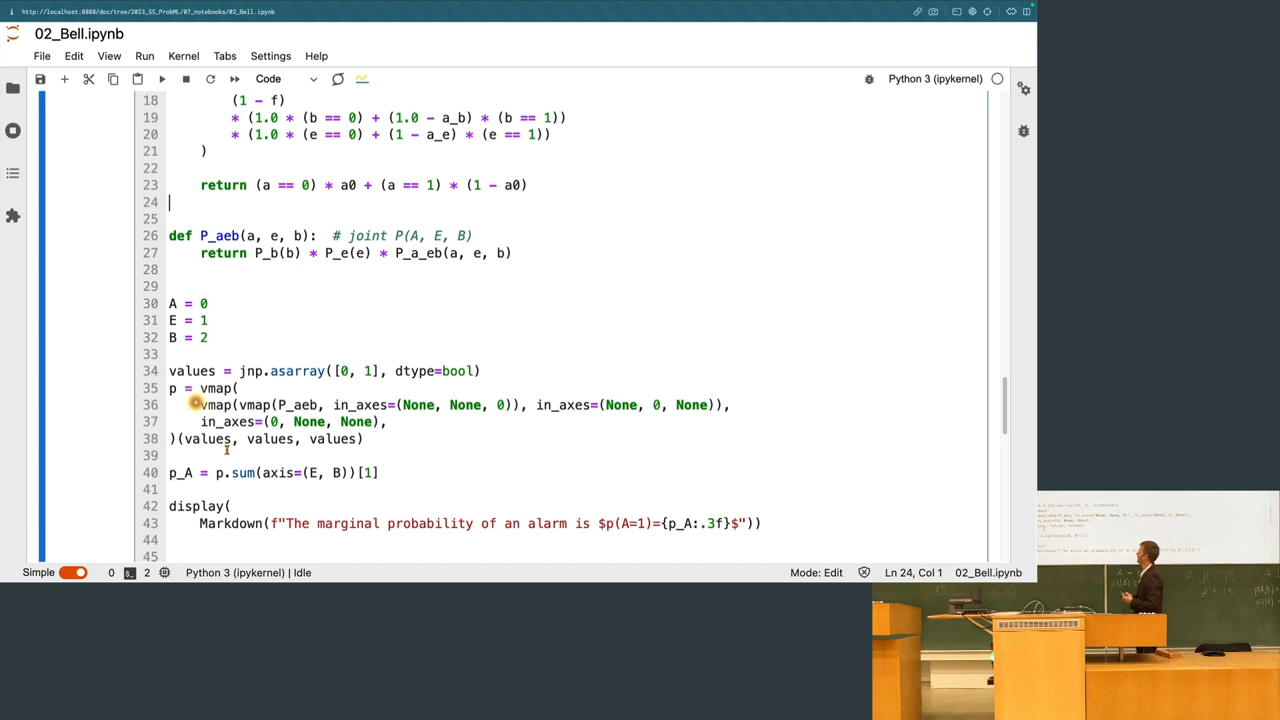 http://localhost:8888/doc/tree/2023_SS_ProbML/07_notebooks/02_Bell.ipynb
02_Bell.ipynb
File Edit View Run Kernel Tabs Settings Help
Code Python 3 (ipykernel)
18 (1 - f)
19 * (1.0 * (b == 0) + (1.0 - a_b) * (b == 1))
20 * (1.0 * (e == 0) + (1 - a_e) * (e == 1))
21 )
22
23 return (a == 0) * a0 + (a == 1) * (1 - a0)
24
25
26 def P_aeb(a, e, b): # joint P(A, E, B)
27 return P_b(b) * P_e(e) * P_a_eb(a, e, b)
28
29
30 A = 0
31 E = 1
32 B = 2
33
34 values = jnp.asarray([0, 1], dtype=bool)
35 p = vmap(
36 vmap(vmap(P_aeb, in_axes=(None, None, 0)), in_axes=(None, 0, None)),
37 in_axes=(0, None, None),
38 )(values, values, values)
39
40 p_A = p.sum(axis=(E, B))[1]
41
42 display(
43 Markdown(f"The marginal probability of an alarm is $p(A=1)={p_A:.3f}$"))
44
45
Simple 0 2 Python 3 (ipykernel) | Idle Mode: Edit Ln 24, Col 1 02_Bell.ipynb